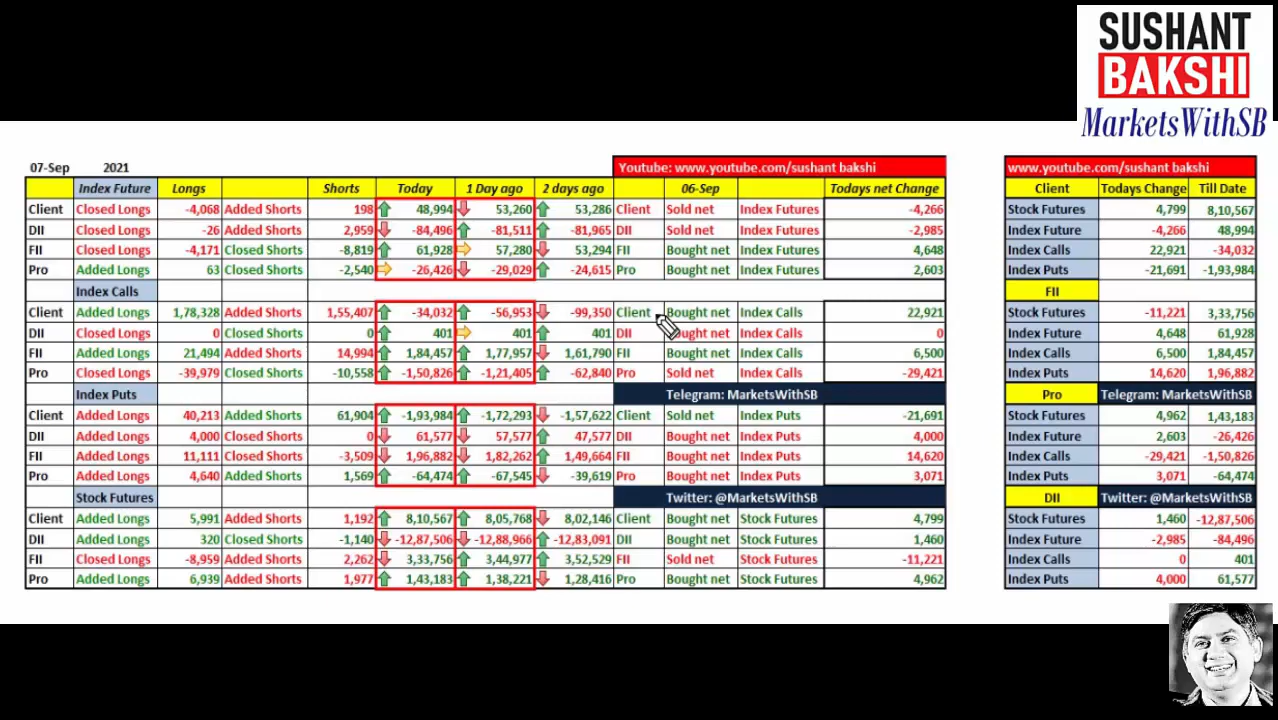 SUSHANT
BAKSHI
MarketsWithSB
07-Sep 2021 Youtube: www.youtube.com/sushant bakshi www.youtube.com/sushant bakshi
Index Future Longs Shorts Today 1 Day ago 2 days ago 06-Sep Todays net Change Client Todays Change Till Date
Client Closed Longs -4,068 Added Shorts 198 48,994 53,260 53,286 Client Sold net Index Futures -4,266 Stock Futures 4,799 8,10,567
DII Closed Longs -26 Added Shorts 2,959 -84,496 -81,511 -81,965 DII Sold net Index Futures -2,985 Index Future -4,266 48,994
FII Closed Longs -4,171 Closed Shorts -8,819 61,928 57,280 53,294 FII Bought net Index Futures 4,648 Index Calls 22,921 -34,032
Pro Added Longs 63 Closed Shorts -2,540 -26,426 -29,029 -24,615 Pro Bought net Index Futures 2,603 Index Puts -21,691 -1,93,984
Index Calls FII
Client Added Longs 1,78,328 Added Shorts 1,55,407 -34,032 -56,953 -99,350 Client Bought net Index Calls 22,921 Stock Futures -11,221 3,33,756
DII Closed Longs 0 Closed Shorts 0 401 401 401 DII Bought net Index Calls 0 Index Future 4,648 61,928
FII Added Longs 21,494 Added Shorts 14,994 1,84,457 1,77,957 1,61,790 FII Bought net Index Calls 6,500 Index Calls 6,500 1,84,457
Pro Closed Longs -39,979 Closed Shorts -10,558 -1,50,826 -1,21,405 -62,840 Pro Sold net Index Calls -29,421 Index Calls 14,620 1,96,882
Index Puts Telegram: MarketsWithSB Pro Telegram: MarketsWithSB
Client Added Longs 40,213 Added Shorts 61,904 -1,93,984 -1,72,293 -1,57,622 Client Sold net Index Puts -21,691 Stock Futures 4,962 1,43,183
DII Added Longs 4,000 Closed Shorts 0 61,577 57,577 47,577 DII Bought net Index Puts 4,000 Index Future 2,603 -26,426
FII Added Longs 11,111 Closed Shorts -3,509 1,96,882 1,82,262 1,49,664 FII Bought net Index Puts 14,620 Index Calls -29,421 -1,50,826
Pro Added Longs 4,640 Added Shorts 1,569 -64,474 -67,545 -39,619 Pro Bought net Index Puts 3,071 Index Puts 3,071 -64,474
Stock Futures Twitter: @MarketsWithSB DII Twitter: @MarketsWithSB
Client Added Longs 5,991 Added Shorts 1,192 8,10,567 8,05,768 8,02,146 Client Bought net Stock Futures 4,799 Stock Futures 1,460 -12,87,506
DII Added Longs 320 Closed Shorts -1,140 -12,87,506 -12,88,966 -12,83,091 DII Bought net Stock Futures 1,460 Index Future -2,985 -84,496
FII Closed Longs -8,959 Added Shorts 2,262 3,33,756 3,44,977 3,52,529 FII Sold net Stock Futures -11,221 Index Calls 0 401
Pro Added Longs 6,939 Added Shorts 1,977 1,43,183 1,38,221 1,28,416 Pro Bought net Stock Futures 4,962 Index Puts 4,000 61,577